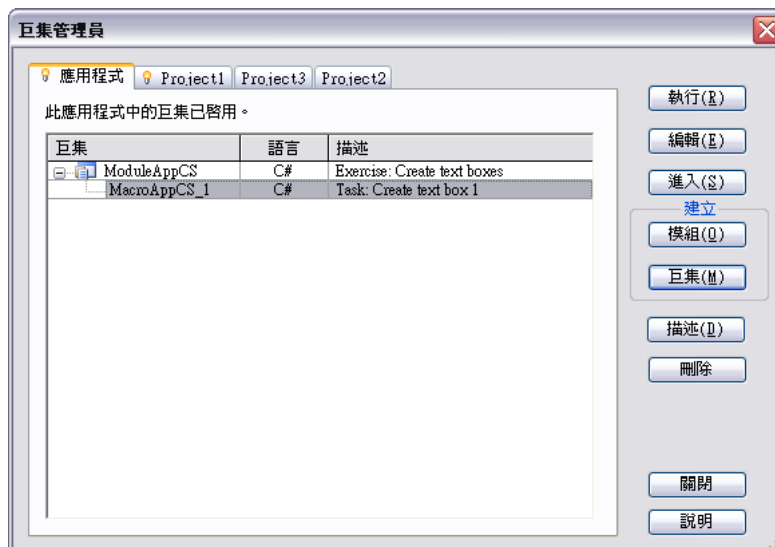 巨集管理員
應用程式 Project1 Project3 Project2
此應用程式中的巨集已啓用。
巨集 語言 描述
ModuleAppCS C# Exercise: Create text boxes
MacroAppCS_1 C# Task: Create text box 1
執行(R)
編輯(E)
進入(S)
建立
模組(O)
巨集(M)
描述(D)
刪除
關閉
說明